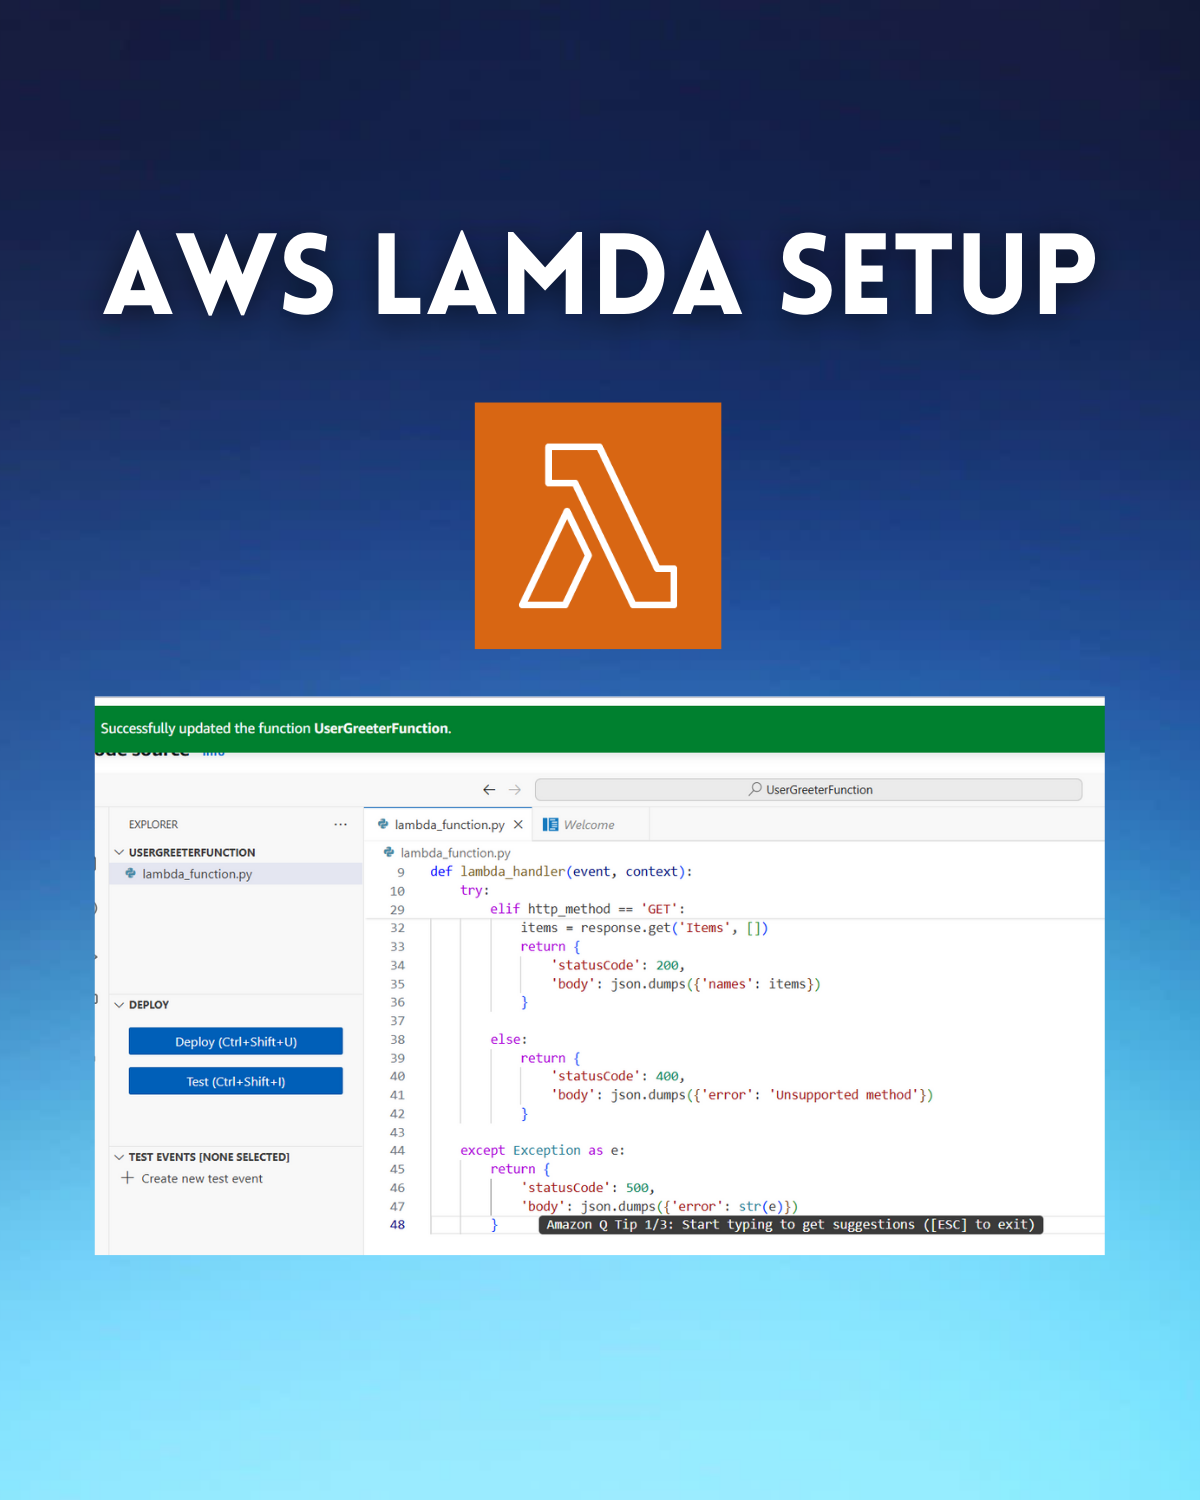 AWS LAMDA SETUP
Successfully updated the function UserGreeterFunction.
UserGreeterFunction
EXPLORER ...
lambda_function.py Welcome
USERGREETERFUNCTION
lambda_function.py
lambda_function.py
9 def lambda_handler(event, context):
10 try:
29 elif http_method == 'GET':
32 items = response.get('Items', [])
33 return {
34 'statusCode': 200,
35 'body': json.dumps({'names': items})
36 }
37
38 else:
39 return {
40 'statusCode': 400,
41 'body': json.dumps({'error': 'Unsupported method'})
42 }
43
44 except Exception as e:
45 return {
46 'statusCode': 500,
47 'body': json.dumps({'error': str(e)})
48 } Amazon Q Tip 1/3: Start typing to get suggestions ([ESC] to exit)
DEPLOY
Deploy (Ctrl+Shift+U)
Test (Ctrl+Shift+I)
TEST EVENTS [NONE SELECTED]
Create new test event